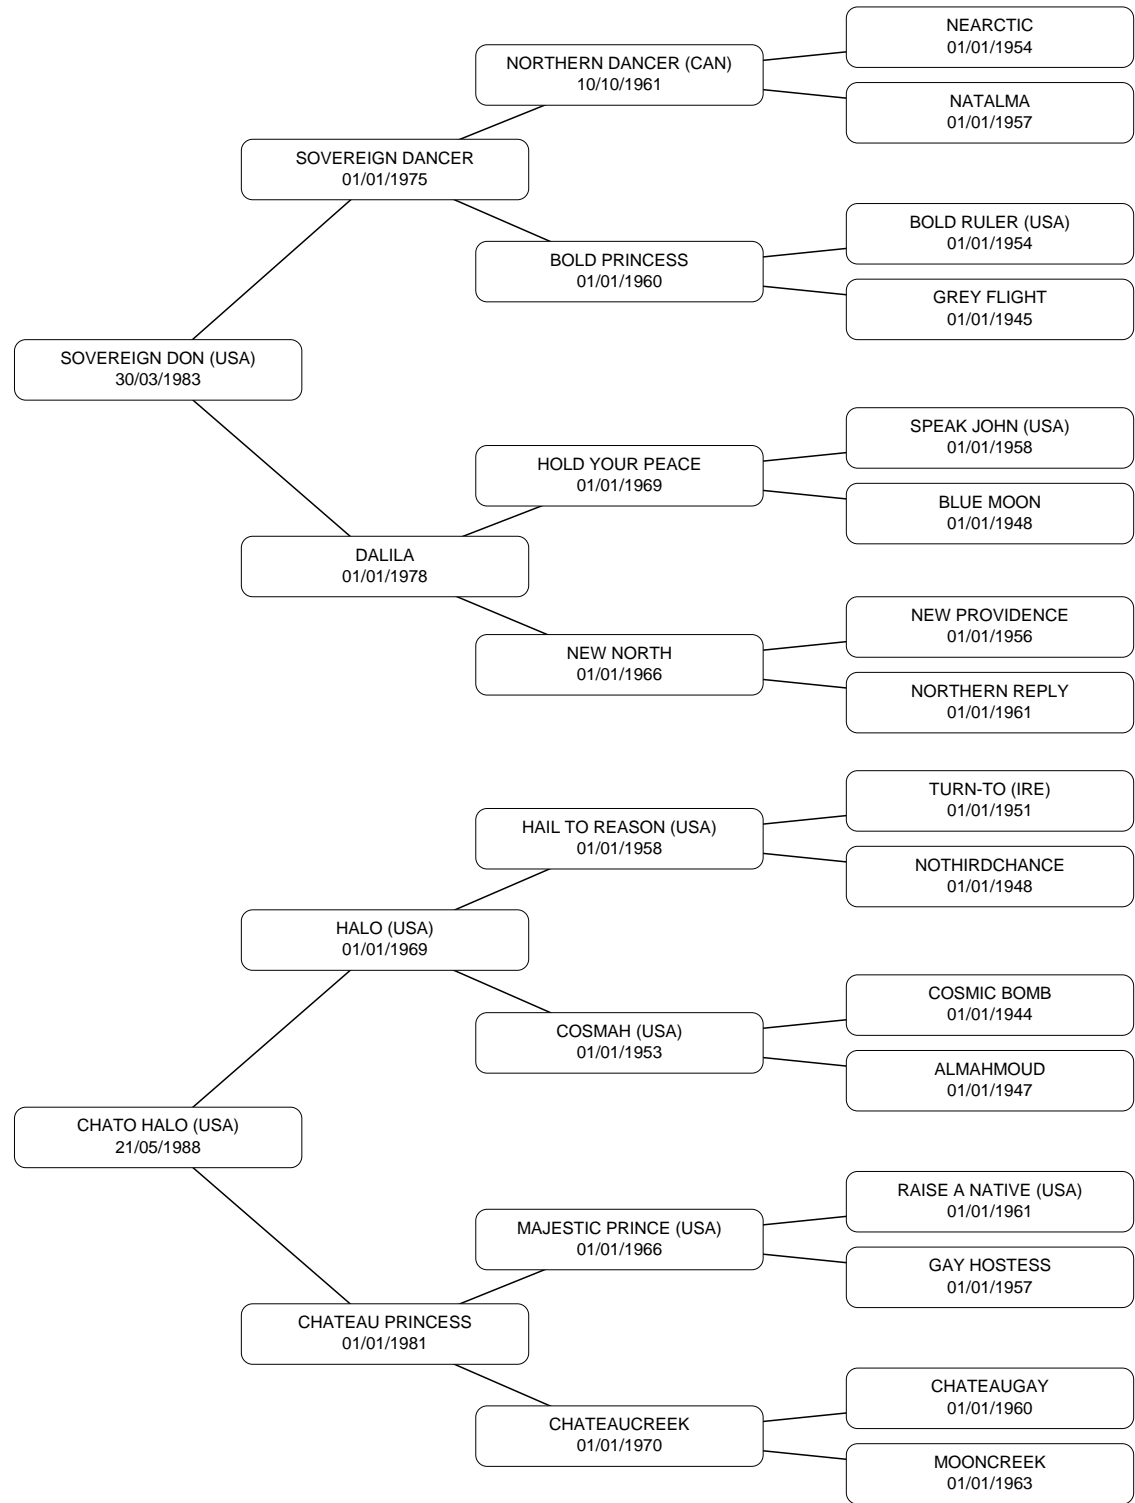 NEARCTIC
01/01/1954
NORTHERN DANCER (CAN)
10/10/1961
NATALMA
01/01/1957
SOVEREIGN DANCER
01/01/1975
BOLD RULER (USA)
01/01/1954
BOLD PRINCESS
01/01/1960
GREY FLIGHT
01/01/1945
SOVEREIGN DON (USA)
30/03/1983
SPEAK JOHN (USA)
01/01/1958
HOLD YOUR PEACE
01/01/1969
BLUE MOON
01/01/1948
DALILA
01/01/1978
NEW PROVIDENCE
01/01/1956
NEW NORTH
01/01/1966
NORTHERN REPLY
01/01/1961
TURN-TO (IRE)
01/01/1951
HAIL TO REASON (USA)
01/01/1958
NOTHIRDCHANCE
01/01/1948
HALO (USA)
01/01/1969
COSMIC BOMB
01/01/1944
COSMAH (USA)
01/01/1953
ALMAHMOUD
01/01/1947
CHATO HALO (USA)
21/05/1988
RAISE A NATIVE (USA)
01/01/1961
MAJESTIC PRINCE (USA)
01/01/1966
GAY HOSTESS
01/01/1957
CHATEAU PRINCESS
01/01/1981
CHATEAUGAY
01/01/1960
CHATEAUCREEK
01/01/1970
MOONCREEK
01/01/1963